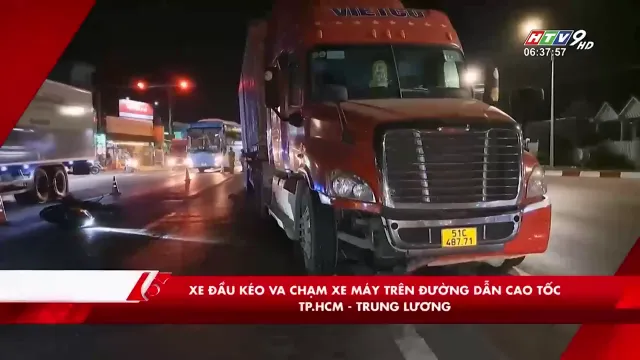 VIETCO
HTV9 HD
06:37:57
51C
487.71
XE ĐẦU KÉO VA CHẠM XE MÁY TRÊN ĐƯỜNG DẪN CAO TỐC
TP.HCM - TRUNG LƯƠNG